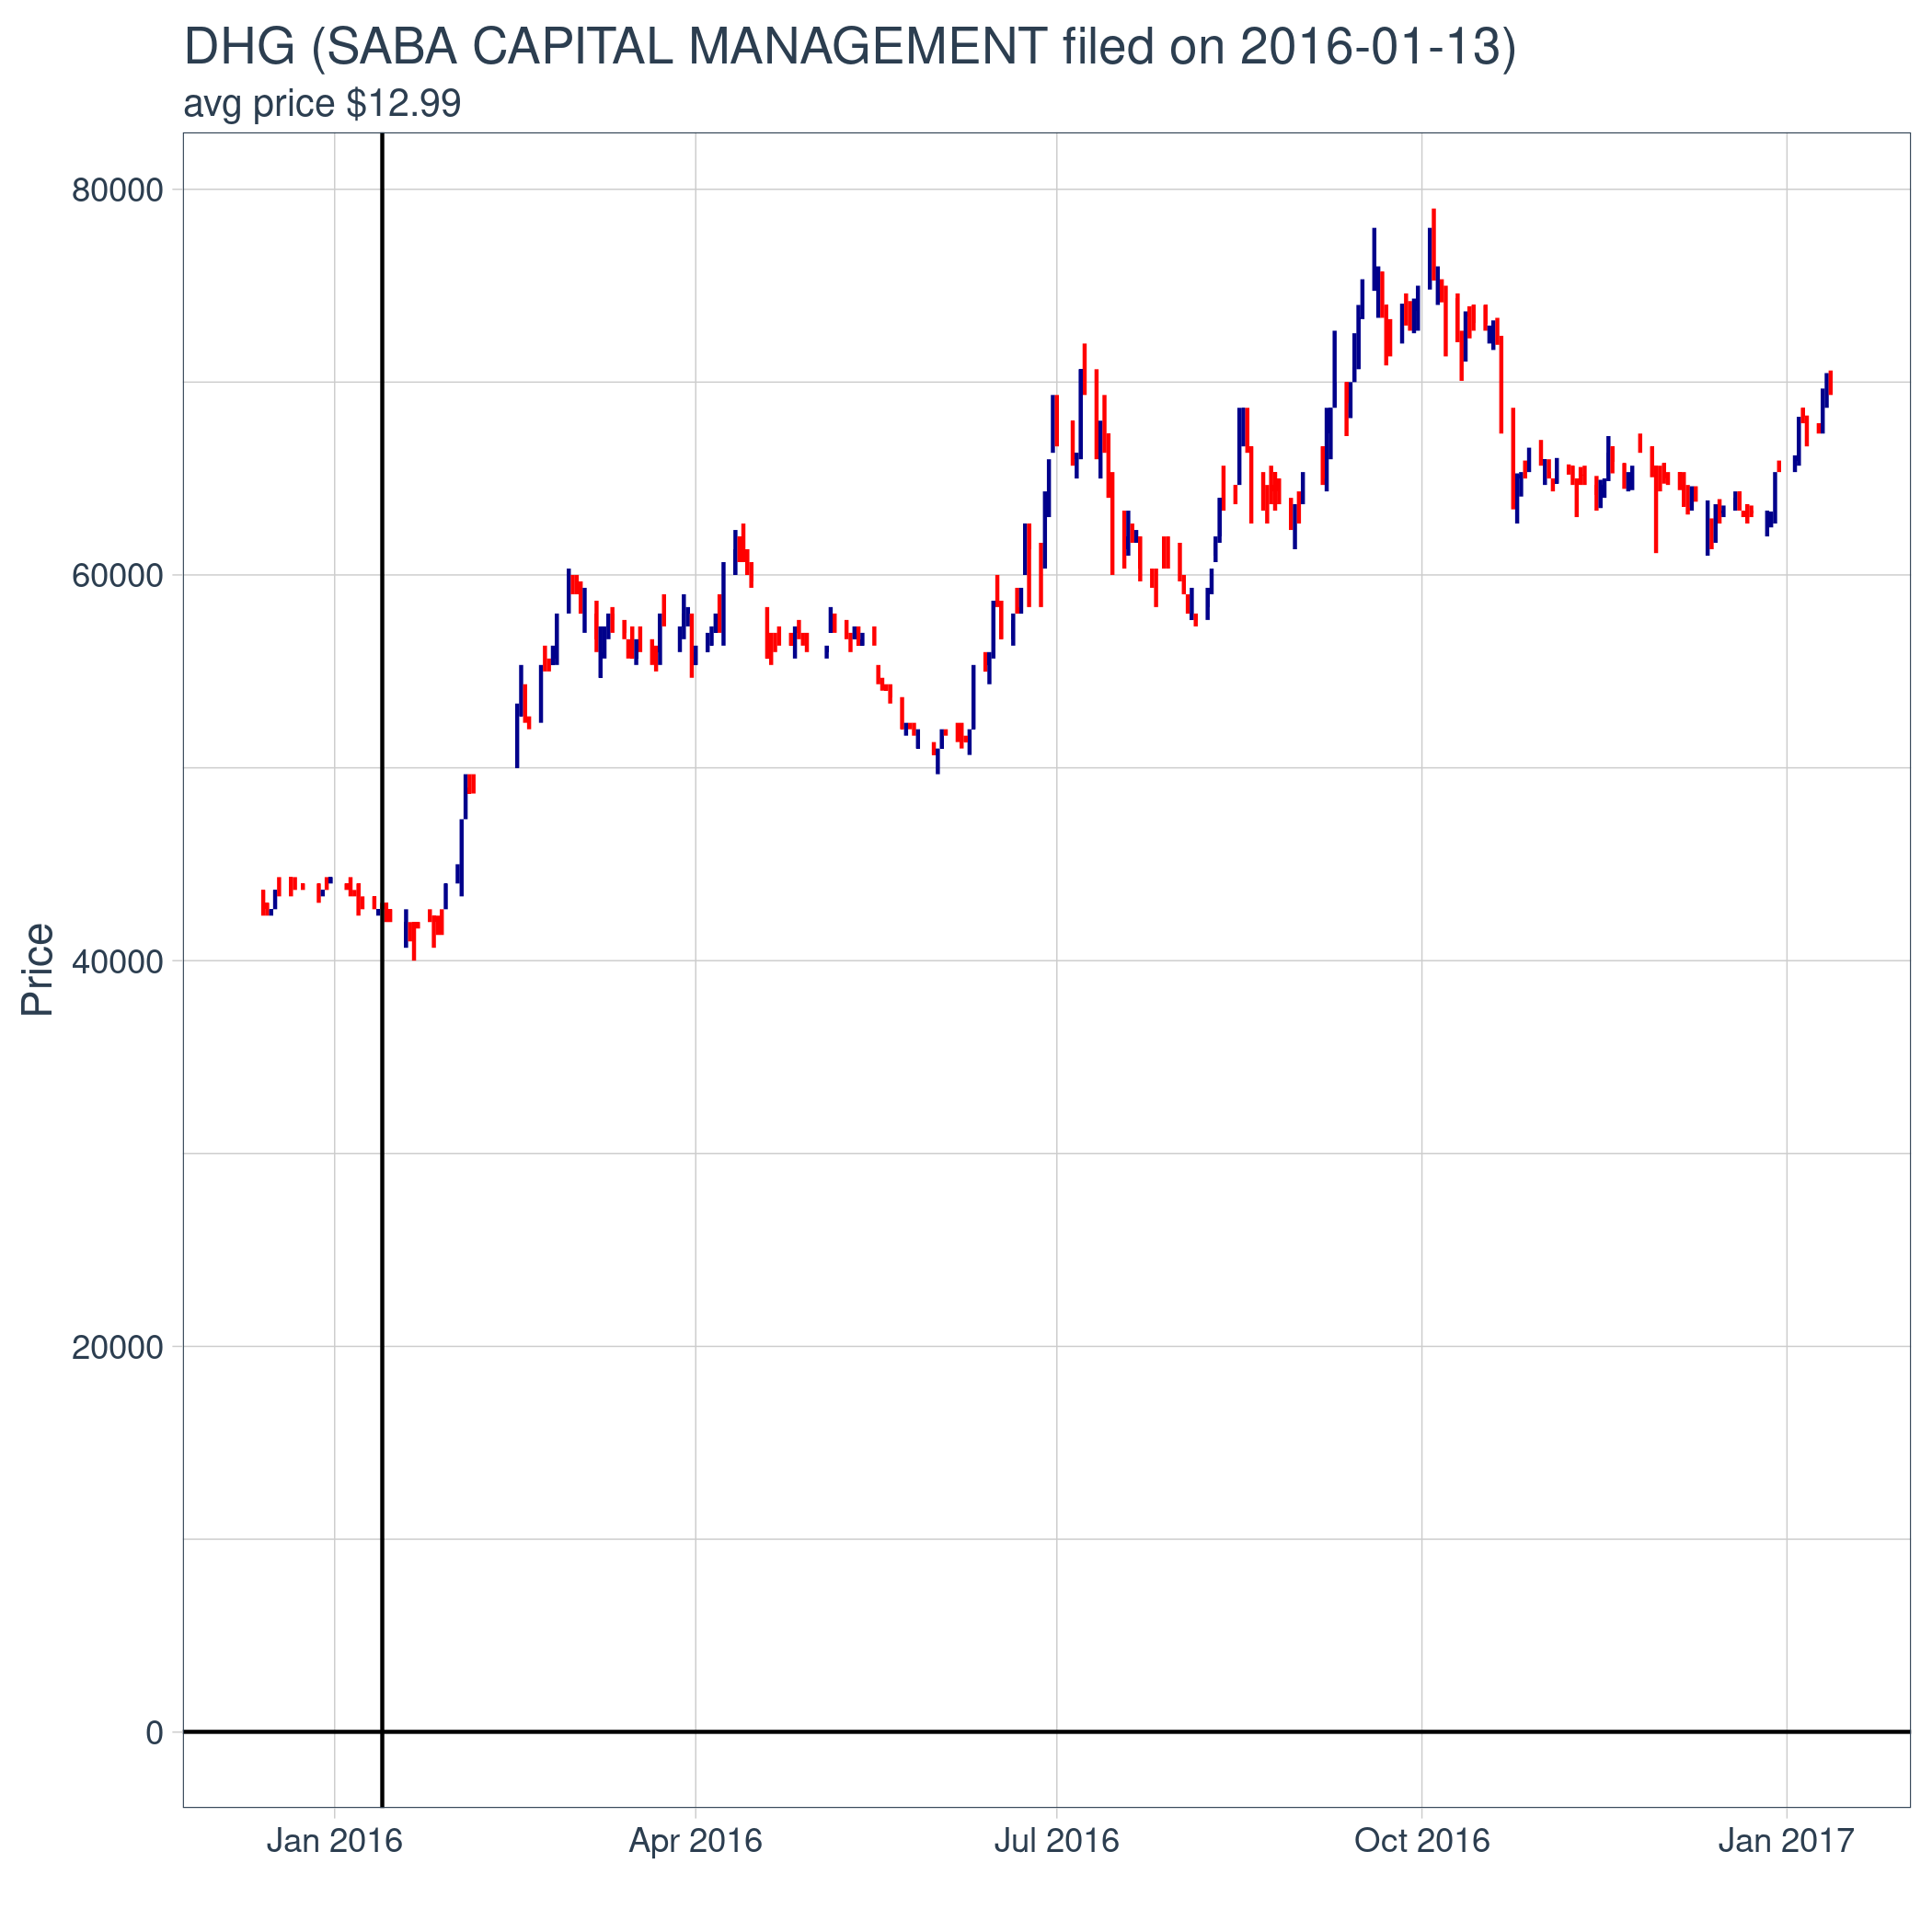 DHG (SABA CAPITAL MANAGEMENT filed on 2016-01-13)
avg price $12.99
80000
60000
40000
20000
0
Price
Jan 2016
Apr 2016
Jul 2016
Oct 2016
Jan 2017